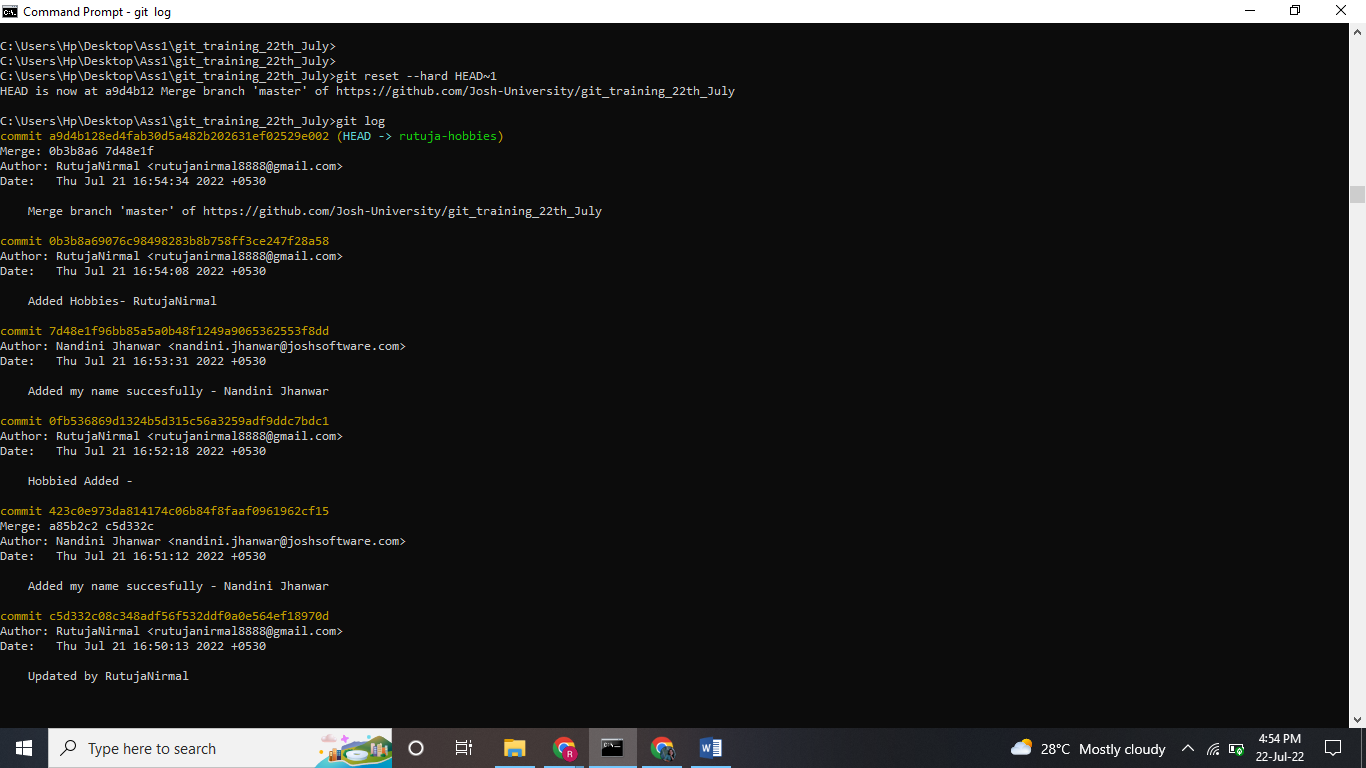 Command Prompt - git  log
C:\Users\Hp\Desktop\Ass1\git_training_22th_July>
C:\Users\Hp\Desktop\Ass1\git_training_22th_July>
C:\Users\Hp\Desktop\Ass1\git_training_22th_July>git reset --hard HEAD~1
HEAD is now at a9d4b12 Merge branch 'master' of https://github.com/Josh-University/git_training_22th_July
C:\Users\Hp\Desktop\Ass1\git_training_22th_July>git log
commit a9d4b128ed4fab30d5a482b202631ef02529e002 (HEAD -> rutuja-hobbies)
Merge: 0b3b8a6 7d48e1f
Author: RutujaNirmal <rutujanirmal8888@gmail.com>
Date:   Thu Jul 21 16:54:34 2022 +0530
    Merge branch 'master' of https://github.com/Josh-University/git_training_22th_July
commit 0b3b8a69076c98498283b8b758ff3ce247f28a58
Author: RutujaNirmal <rutujanirmal8888@gmail.com>
Date:   Thu Jul 21 16:54:08 2022 +0530
    Added Hobbies- RutujaNirmal
commit 7d48e1f96bb85a5a0b48f1249a9065362553f8dd
Author: Nandini Jhanwar <nandini.jhanwar@joshsoftware.com>
Date:   Thu Jul 21 16:53:31 2022 +0530
    Added my name succesfully - Nandini Jhanwar
commit 0fb536869d1324b5d315c56a3259adf9ddc7bdc1
Author: RutujaNirmal <rutujanirmal8888@gmail.com>
Date:   Thu Jul 21 16:52:18 2022 +0530
    Hobbied Added -
commit 423c0e973da814174c06b84f8faaf0961962cf15
Merge: a85b2c2 c5d332c
Author: Nandini Jhanwar <nandini.jhanwar@joshsoftware.com>
Date:   Thu Jul 21 16:51:12 2022 +0530
    Added my name succesfully - Nandini Jhanwar
commit c5d332c08c348adf56f532ddf0a0e564ef18970d
Author: RutujaNirmal <rutujanirmal8888@gmail.com>
Date:   Thu Jul 21 16:50:13 2022 +0530
    Updated by RutujaNirmal
Type here to search
28°C  Mostly cloudy
4:54 PM
22-Jul-22